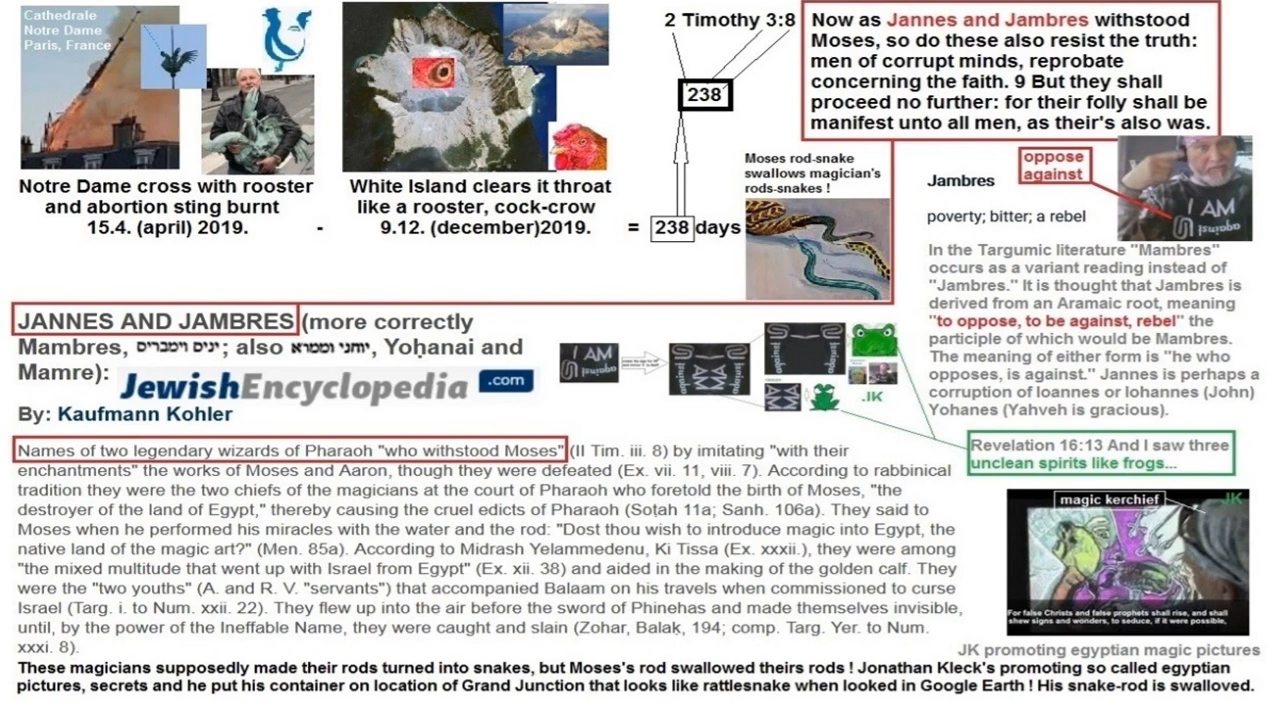 Cathedrale
Notre Dame
Paris, France
Notre Dame cross with rooster
and abortion sting burnt
15.4. (april) 2019.
-
White Island clears it throat
like a rooster, cock-crow
9.12. (december)2019.
= 238 days
2 Timothy 3:8
238
Now as Jannes and Jambres withstood
Moses, so do these also resist the truth:
men of corrupt minds, reprobate
concerning the faith. 9 But they shall
proceed no further: for their folly shall be
manifest unto all men, as their's also was.
Moses rod-snake
swallows magician's
rods-snakes !
oppose
against
Jambres
poverty; bitter; a rebel
I AM
against
In the Targumic literature "Mambres"
occurs as a variant reading instead of
"Jambres." It is thought that Jambres is
derived from an Aramaic root, meaning
"to oppose, to be against, rebel" the
participle of which would be Mambres.
The meaning of either form is "he who
opposes, is against." Jannes is perhaps a
corruption of Ioannes or Iohannes (John)
Yohanes (Yahveh is gracious).
JANNES AND JAMBRES (more correctly
Mambres, ינים וימברים; also יוחני וממרא, Yoḥanai and
Mamre):
JewishEncyclopedia .com
By: Kaufmann Kohler
I AM
against
.JK
Revelation 16:13 And I saw three
unclean spirits like frogs...
Names of two legendary wizards of Pharaoh "who withstood Moses" (II Tim. iii. 8) by imitating "with their
enchantments" the works of Moses and Aaron, though they were defeated (Ex. vii. 11, viii. 7). According to rabbinical
tradition they were the two chiefs of the magicians at the court of Pharaoh who foretold the birth of Moses, "the
destroyer of the land of Egypt," thereby causing the cruel edicts of Pharaoh (Soṭah 11a; Sanh. 106a). They said to
Moses when he performed his miracles with the water and the rod: "Dost thou wish to introduce magic into Egypt, the
native land of the magic art?" (Men. 85a). According to Midrash Yelammedenu, Ki Tissa (Ex. xxxii.), they were among
"the mixed multitude that went up with Israel from Egypt" (Ex. xii. 38) and aided in the making of the golden calf. They
were the "two youths" (A. and R. V. "servants") that accompanied Balaam on his travels when commissioned to curse
Israel (Targ. i. to Num. xxii. 22). They flew up into the air before the sword of Phinehas and made themselves invisible,
until, by the power of the Ineffable Name, they were caught and slain (Zohar, Balaḳ, 194; comp. Targ. Yer. to Num.
xxxi. 8).
magic kerchief
JK
For false Christs and false prophets shall rise, and shall
shew signs and wonders, to seduce, if it were possible,
JK promoting egyptian magic pictures
These magicians supposedly made their rods turned into snakes, but Moses's rod swallowed theirs rods ! Jonathan Kleck's promoting so called egyptian
pictures, secrets and he put his container on location of Grand Junction that looks like rattlesnake when looked in Google Earth ! His snake-rod is swallowed.